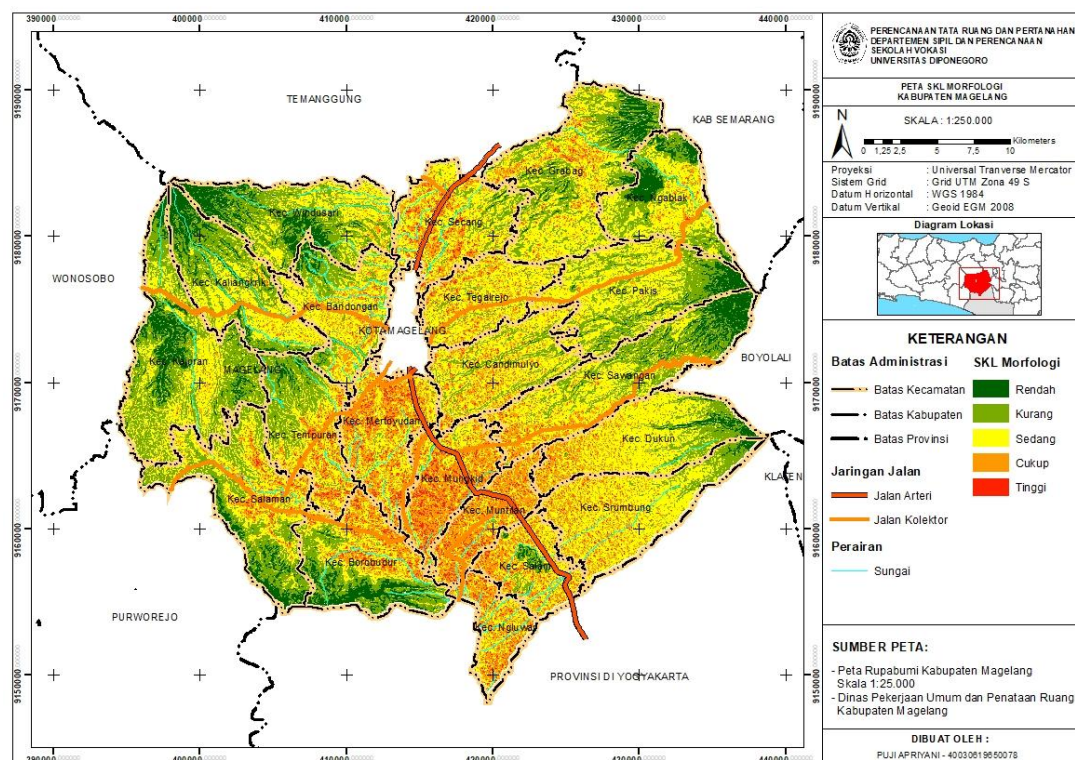 390000
400000
410000
420000
430000
440000
9190000
9180000
9170000
9160000
9150000
TEMANGGUNG
KAB SEMARANG
WONOSOBO
BOYOLALI
KLATEN
PURWOREJO
PROVINSI DI YOGYAKARTA
KOTA MAGELANG
MAGELANG
Kec. Grabag
Kec. Ngablak
Kec. Windusari
Kec. Secang
Kec. Kaliangkrik
Kec. Bandongan
Kec. Tegalrejo
Kec. Pakis
Kec. Kajoran
Kec. Candimulyo
Kec. Sawangan
Kec. Tempuran
Kec. Mertoyudan
Kec. Dukun
Kec. Mungkid
Kec. Salaman
Kec. Muntilan
Kec. Srumbung
Kec. Borobudur
Kec. Salam
Kec. Ngluwar
390000
400000
410000
420000
430000
440000
PERENCANAAN TATA RUANG DAN PERTANAHAN
DEPARTEMEN SIPIL DAN PERENCANAAN
SEKOLAH VOKASI
UNIVERSITAS DIPONEGORO
PETA SKL MORFOLOGI
KABUPATEN MAGELANG
N
SKALA : 1:250.000
Kilometers
0 1,25 2,5 5 7,5 10
Proyeksi : Universal Tranverse Mercator
Sistem Grid : Grid UTM Zona 49 S
Datum Horizontal : WGS 1984
Datum Vertikal : Geoid EGM 2008
Diagram Lokasi
KETERANGAN
Batas Administrasi
Batas Kecamatan
Batas Kabupaten
Batas Provinsi
Jaringan Jalan
Jalan Arteri
Jalan Kolektor
Perairan
Sungai
SKL Morfologi
Rendah
Kurang
Sedang
Cukup
Tinggi
SUMBER PETA:
- Peta Rupabumi Kabupaten Magelang
Skala 1:25.000
- Dinas Pekerjaan Umum dan Penataan Ruang
Kabupaten Magelang
DIBUAT OLEH :
PUJI APRIYANI - 40030619650078